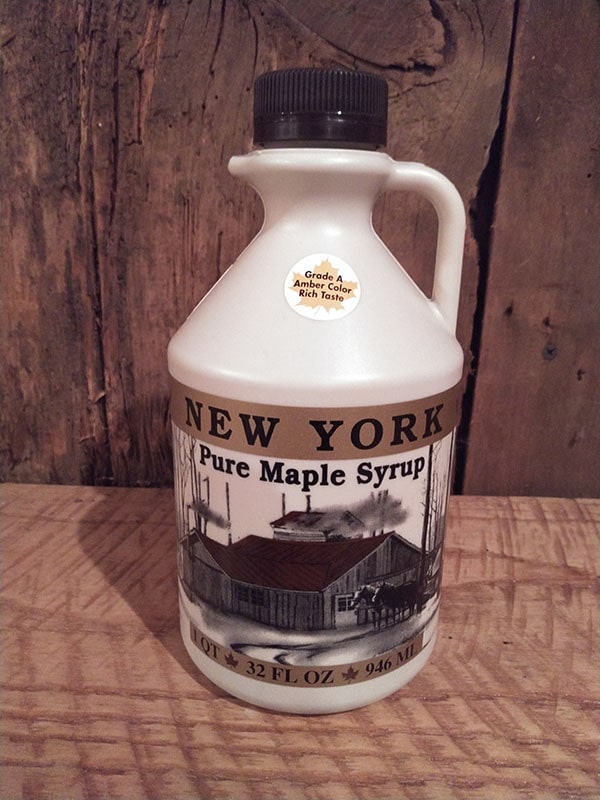 Grade A
Amber Color
Rich Taste
NEW YORK
Pure Maple Syrup
1 QT 32 FL OZ 946 ML